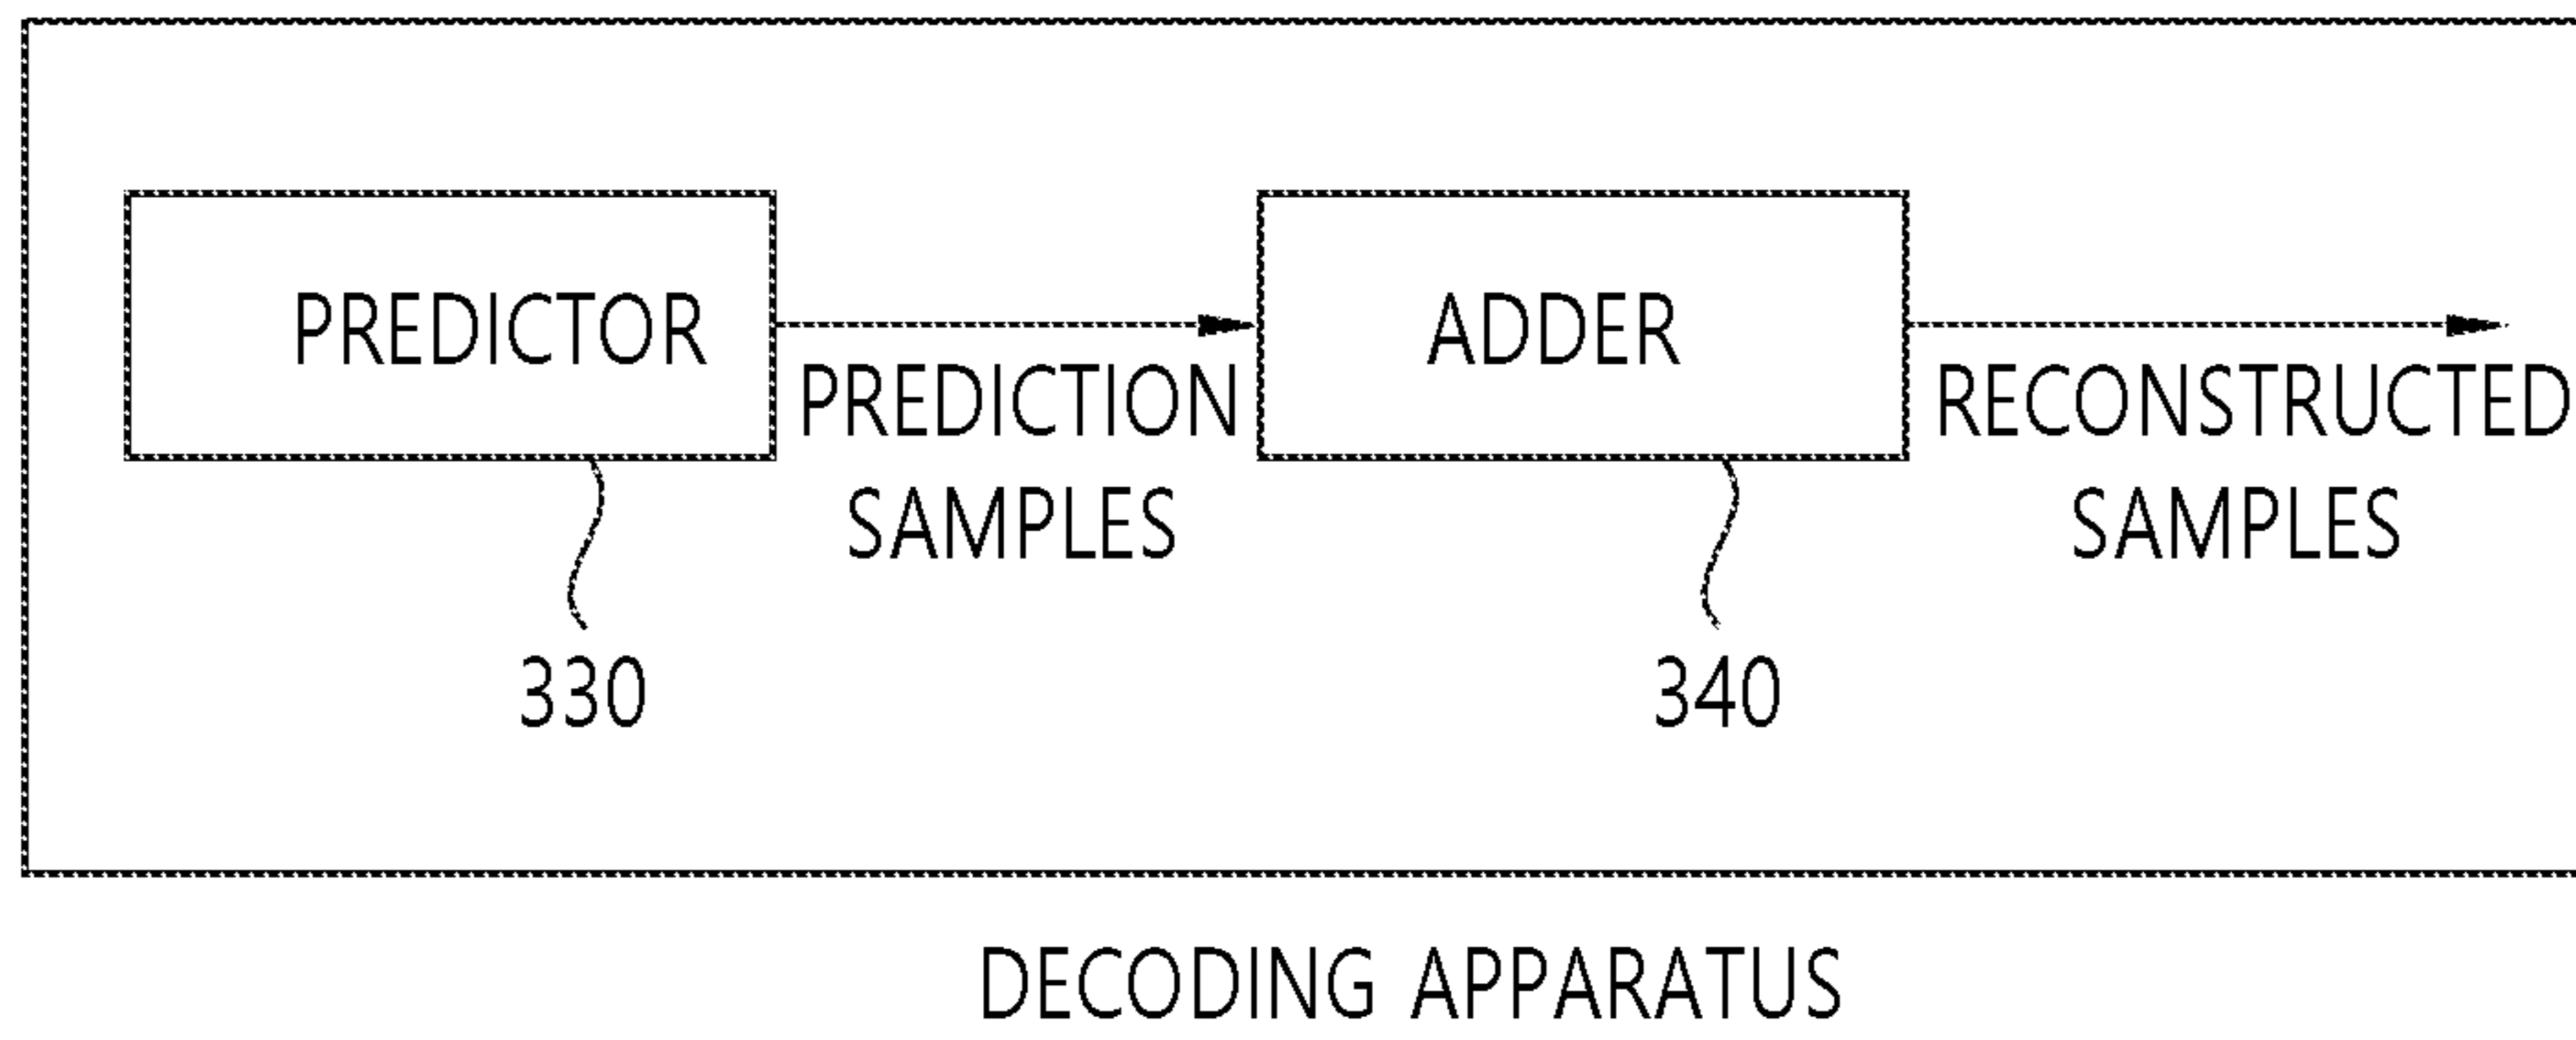 PREDICTOR
PREDICTION
SAMPLES
ADDER
RECONSTRUCTED
SAMPLES
330
340
DECODING APPARATUS